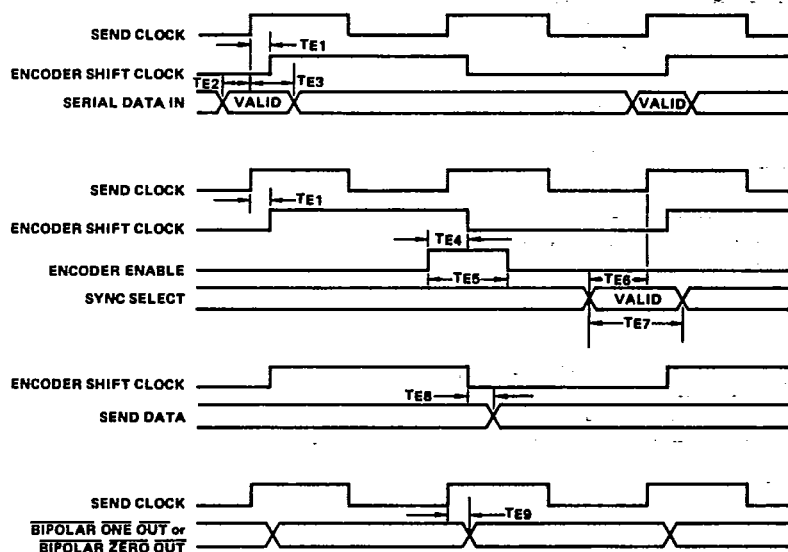 SEND CLOCK
TE1
ENCODER SHIFT CLOCK
TE2
TE3
SERIAL DATA IN
VALID
VALID
SEND CLOCK
TE1
ENCODER SHIFT CLOCK
TE4
ENCODER ENABLE
TE5
TE6
SYNC SELECT
VALID
TE7
ENCODER SHIFT CLOCK
TE8
SEND DATA
SEND CLOCK
TE9
BIPOLAR ONE OUT or
BIPOLAR ZERO OUT